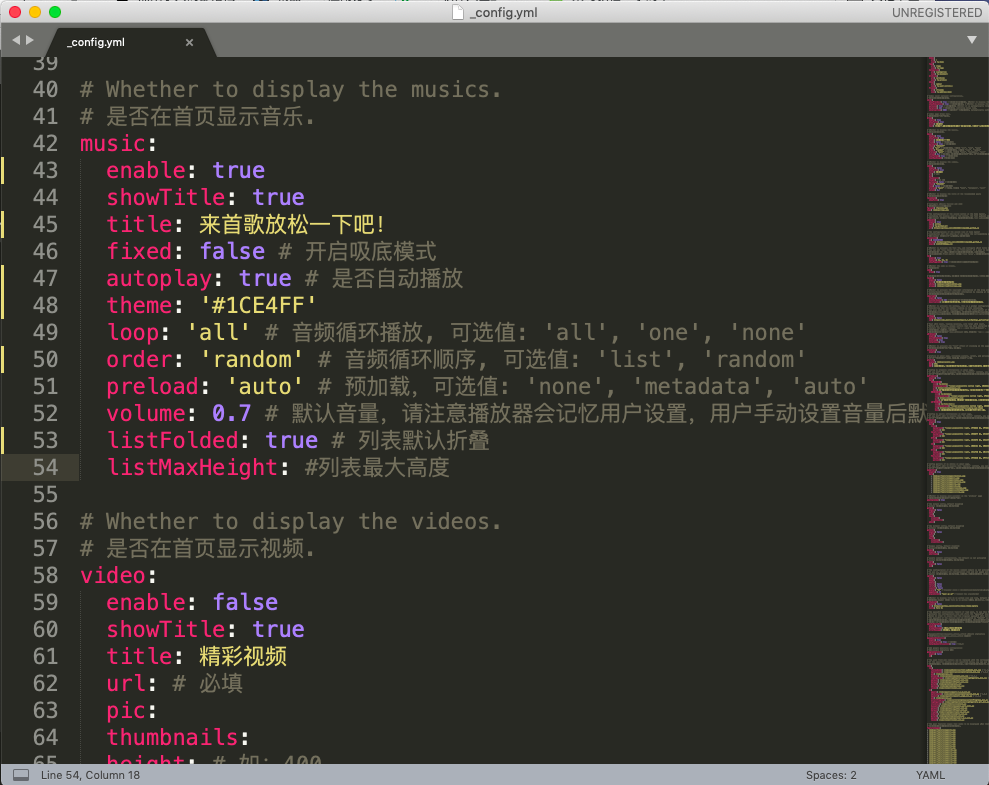 _config.yml
UNREGISTERED
_config.yml ×
39
40 # Whether to display the musics.
41 # 是否在首页显示音乐.
42 music:
43   enable: true
44   showTitle: true
45   title: 来首歌放松一下吧!
46   fixed: false # 开启吸底模式
47   autoplay: true # 是否自动播放
48   theme: '#1CE4FF'
49   loop: 'all' # 音频循环播放, 可选值: 'all', 'one', 'none'
50   order: 'random' # 音频循环顺序, 可选值: 'list', 'random'
51   preload: 'auto' # 预加载，可选值: 'none', 'metadata', 'auto'
52   volume: 0.7 # 默认音量，请注意播放器会记忆用户设置，用户手动设置音量后默
53   listFolded: true # 列表默认折叠
54   listMaxHeight: #列表最大高度
55
56 # Whether to display the videos.
57 # 是否在首页显示视频.
58 video:
59   enable: false
60   showTitle: true
61   title: 精彩视频
62   url: # 必填
63   pic:
64   thumbnails:
65   height: # 如: 400
Line 54, Column 18
Spaces: 2
YAML